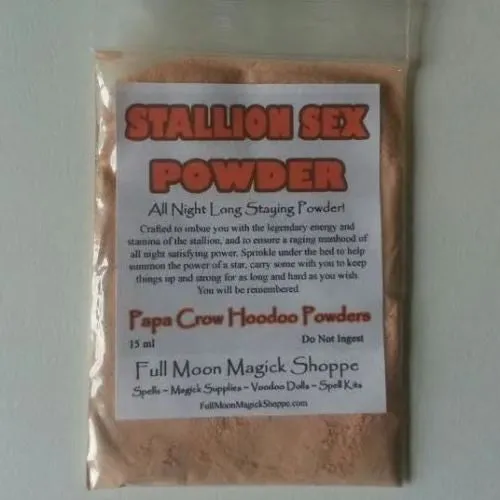 STALLION SEX
POWDER
All Night Long Staying Powder!
Crafted to imbue you with the legendary energy and
stamina of the stallion, and to ensure a raging manhood of
all night satisfying power. Sprinkle under the bed to help
summon the power of a star, carry some with you to keep
things up and strong for as long and hard as you wish.
You will be remembered
Papa Crow Hoodoo Powders
15 ml Do Not Ingest
Full Moon Magick Shoppe
Spells ~ Magick Supplies ~ Voodoo Dolls ~ Spell Kits
FullMoonMagickShoppe.com